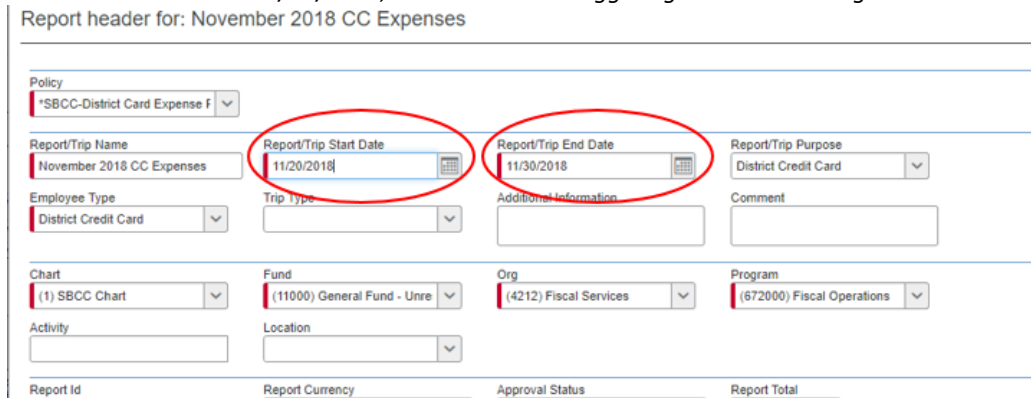 Report header for: November 2018 CC Expenses
Policy
*SBCC-District Card Expense F
Report/Trip Name Report/Trip Start Date Report/Trip End Date Report/Trip Purpose
November 2018 CC Expenses 11/20/2018 11/30/2018 District Credit Card
Employee Type Trip Type Additional Information Comment
District Credit Card
Chart Fund Org Program
(1) SBCC Chart (11000) General Fund - Unre (4212) Fiscal Services (672000) Fiscal Operations
Activity Location
Report Id Report Currency Approval Status Report Total